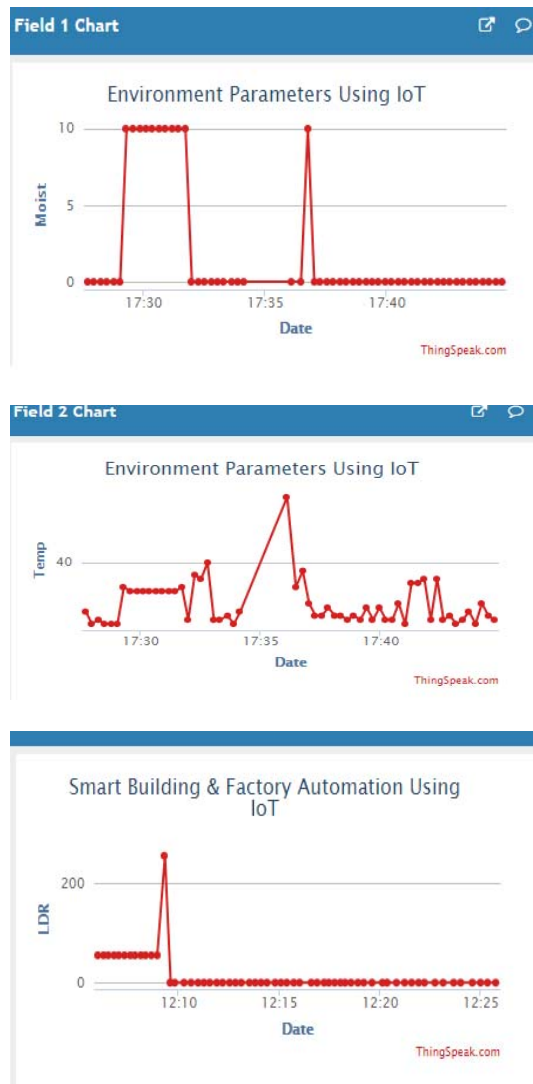 Field 1 Chart
Environment Parameters Using IoT
10
5
0
Moist
17:30 17:35 17:40
Date
ThingSpeak.com
Field 2 Chart
Environment Parameters Using IoT
40
Temp
17:30 17:35 17:40
Date
ThingSpeak.com
Smart Building & Factory Automation Using
IoT
200
0
LDR
12:10 12:15 12:20 12:25
Date
ThingSpeak.com